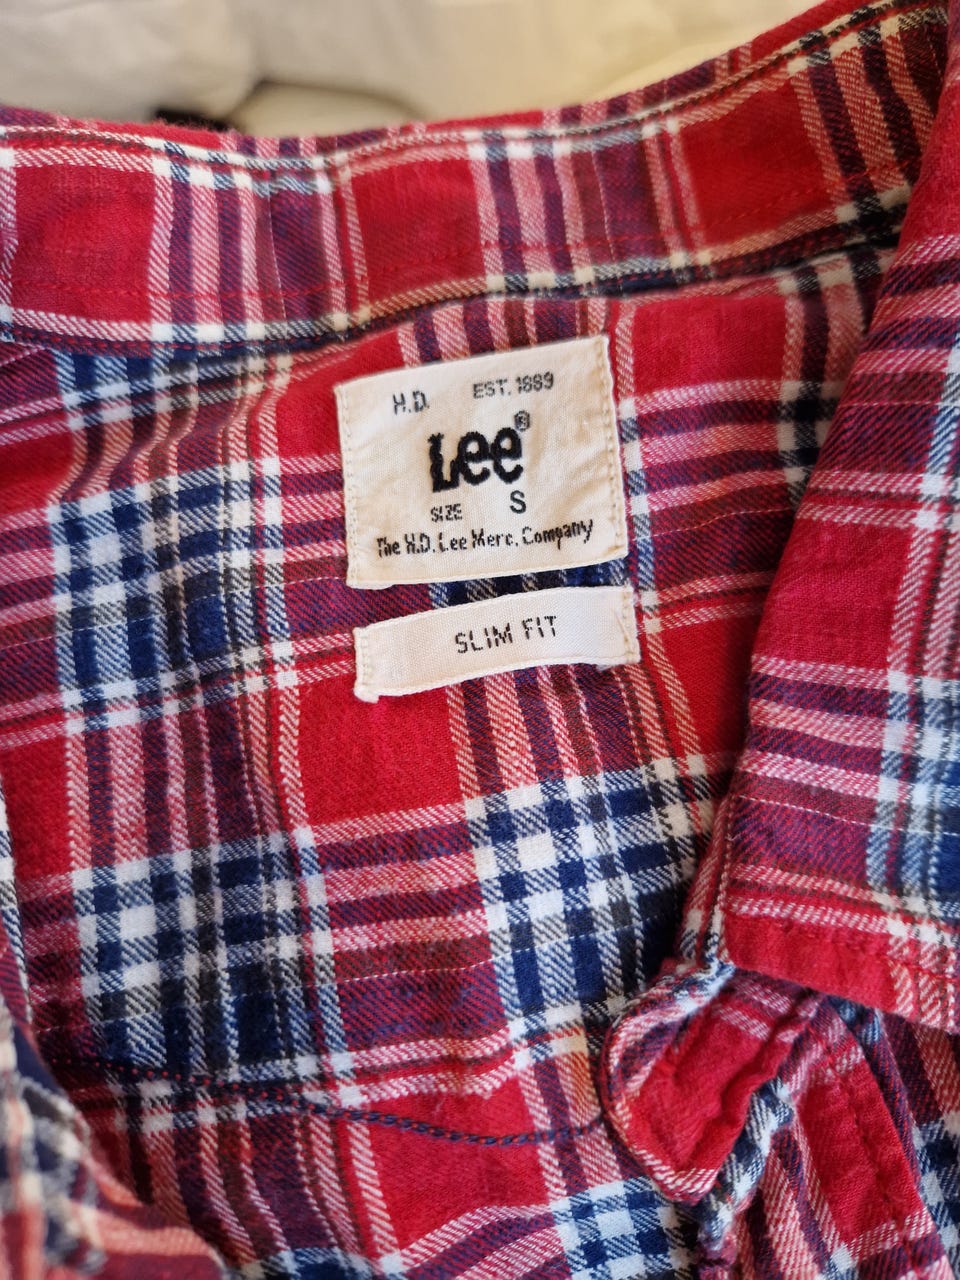 H.D. EST. 1889
Lee®
SIZE S
The H.D. Lee Merc. Company
SLIM FIT